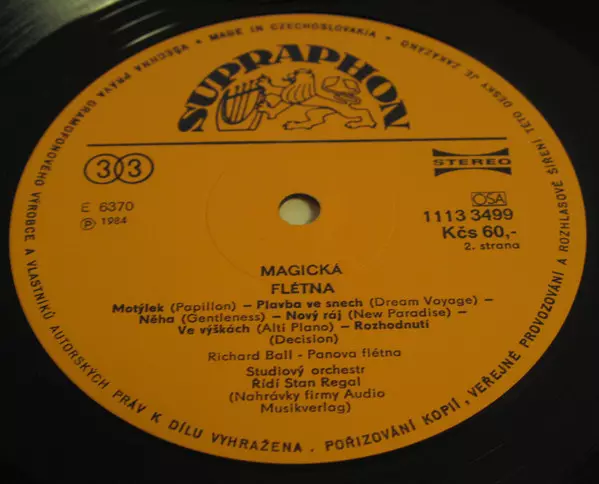 VŠECHNA PRÁVA GRAMOFONOVÉHO VÝROBCE A VLASTNÍKŮ AUTORSKÝCH PRÁV K DÍLU VYHRAŽENA. POŘIZOVÁNÍ KOPIÍ, VEŘEJNÉ PROVOZOVÁNÍ A ROZHLASOVÉ ŠÍŘENÍ TÉTO DESKY JE ZAKÁZÁNO • MADE IN CZECHOSLOVAKIA •
SUPRAPHON
33
STEREO
E 6370
℗ 1984
OSA
1113 3499
Kčs 60,-
2. strana
MAGICKÁ
FLÉTNA
Motýlek (Papillon) – Plavba ve snech (Dream Voyage) –
Něha (Gentleness) – Nový ráj (New Paradise) –
Ve výškách (Alti Plano) – Rozhodnutí
(Decision)
Richard Ball - Panova flétna
Studiový orchestr
Řídí Stan Regal
(Nahrávky firmy Audio
Musikverlag)